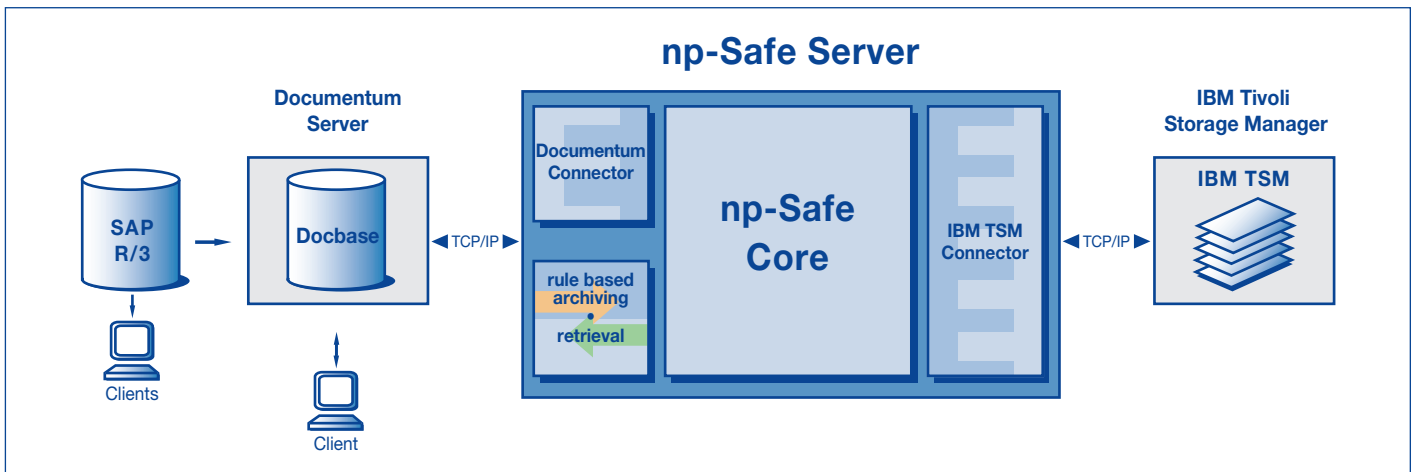 np-Safe Server
Documentum
Server
IBM Tivoli
Storage Manager
SAP
R/3
Docbase
TCP/IP
Documentum
Connector
rule based
archiving
•
retrieval
np-Safe
Core
IBM TSM
Connector
TCP/IP
IBM TSM
Clients
Client